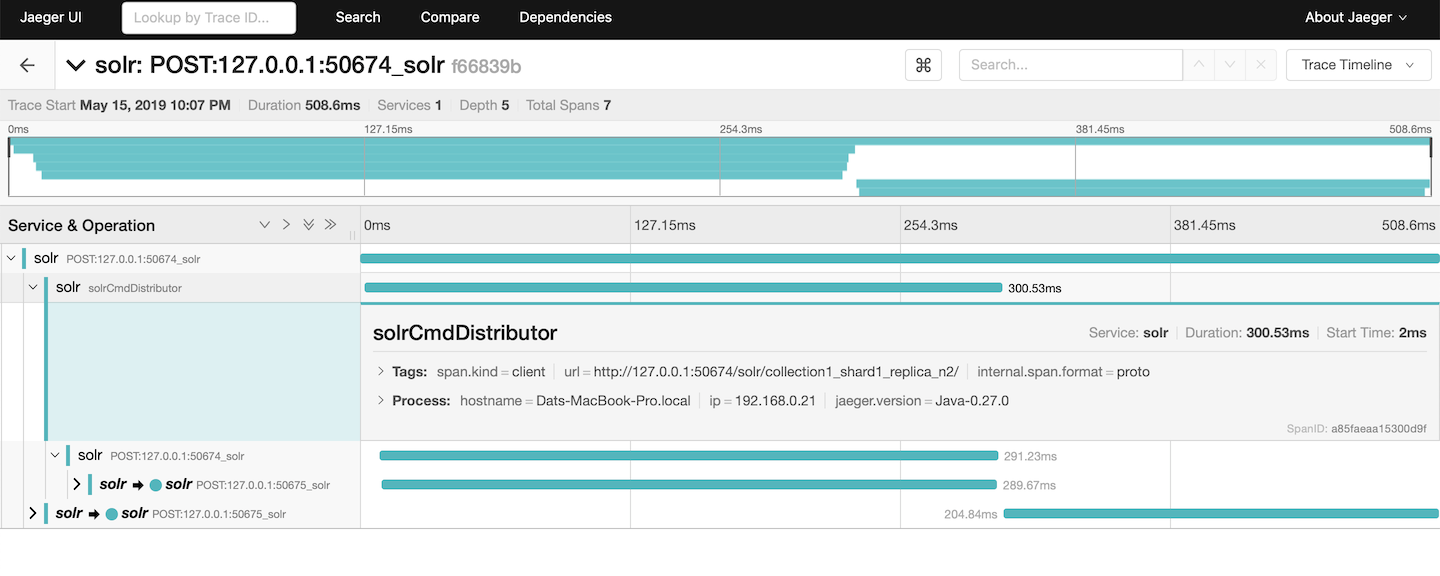 Jaeger UI Lookup by Trace ID... Search Compare Dependencies About Jaeger
solr: POST:127.0.0.1:50674_solr f66839b ⌘ Search... Trace Timeline
Trace Start May 15, 2019 10:07 PM Duration 508.6ms Services 1 Depth 5 Total Spans 7
0ms 127.15ms 254.3ms 381.45ms 508.6ms
Service & Operation 0ms 127.15ms 254.3ms 381.45ms 508.6ms
solr POST:127.0.0.1:50674_solr
solr solrCmdDistributor 300.53ms
solrCmdDistributor Service: solr Duration: 300.53ms Start Time: 2ms
Tags: span.kind = client url = http://127.0.0.1:50674/solr/collection1_shard1_replica_n2/ internal.span.format = proto
Process: hostname = Dats-MacBook-Pro.local ip = 192.168.0.21 jaeger.version = Java-0.27.0
SpanID: a85faeaa15300d9f
solr POST:127.0.0.1:50674_solr 291.23ms
solr ➡ solr POST:127.0.0.1:50675_solr 289.67ms
solr ➡ solr POST:127.0.0.1:50675_solr 204.84ms